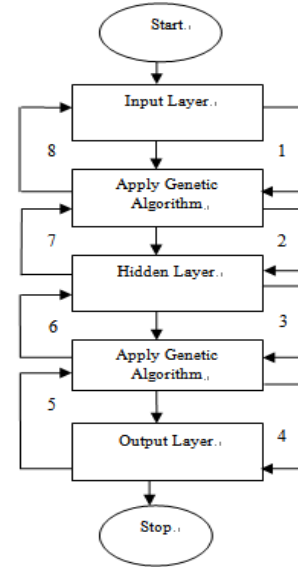 Start.
Input Layer.
8
1
Apply Genetic
Algorithm.
7
2
Hidden Layer.
6
3
Apply Genetic
Algorithm.
5
Output Layer.
4
Stop.